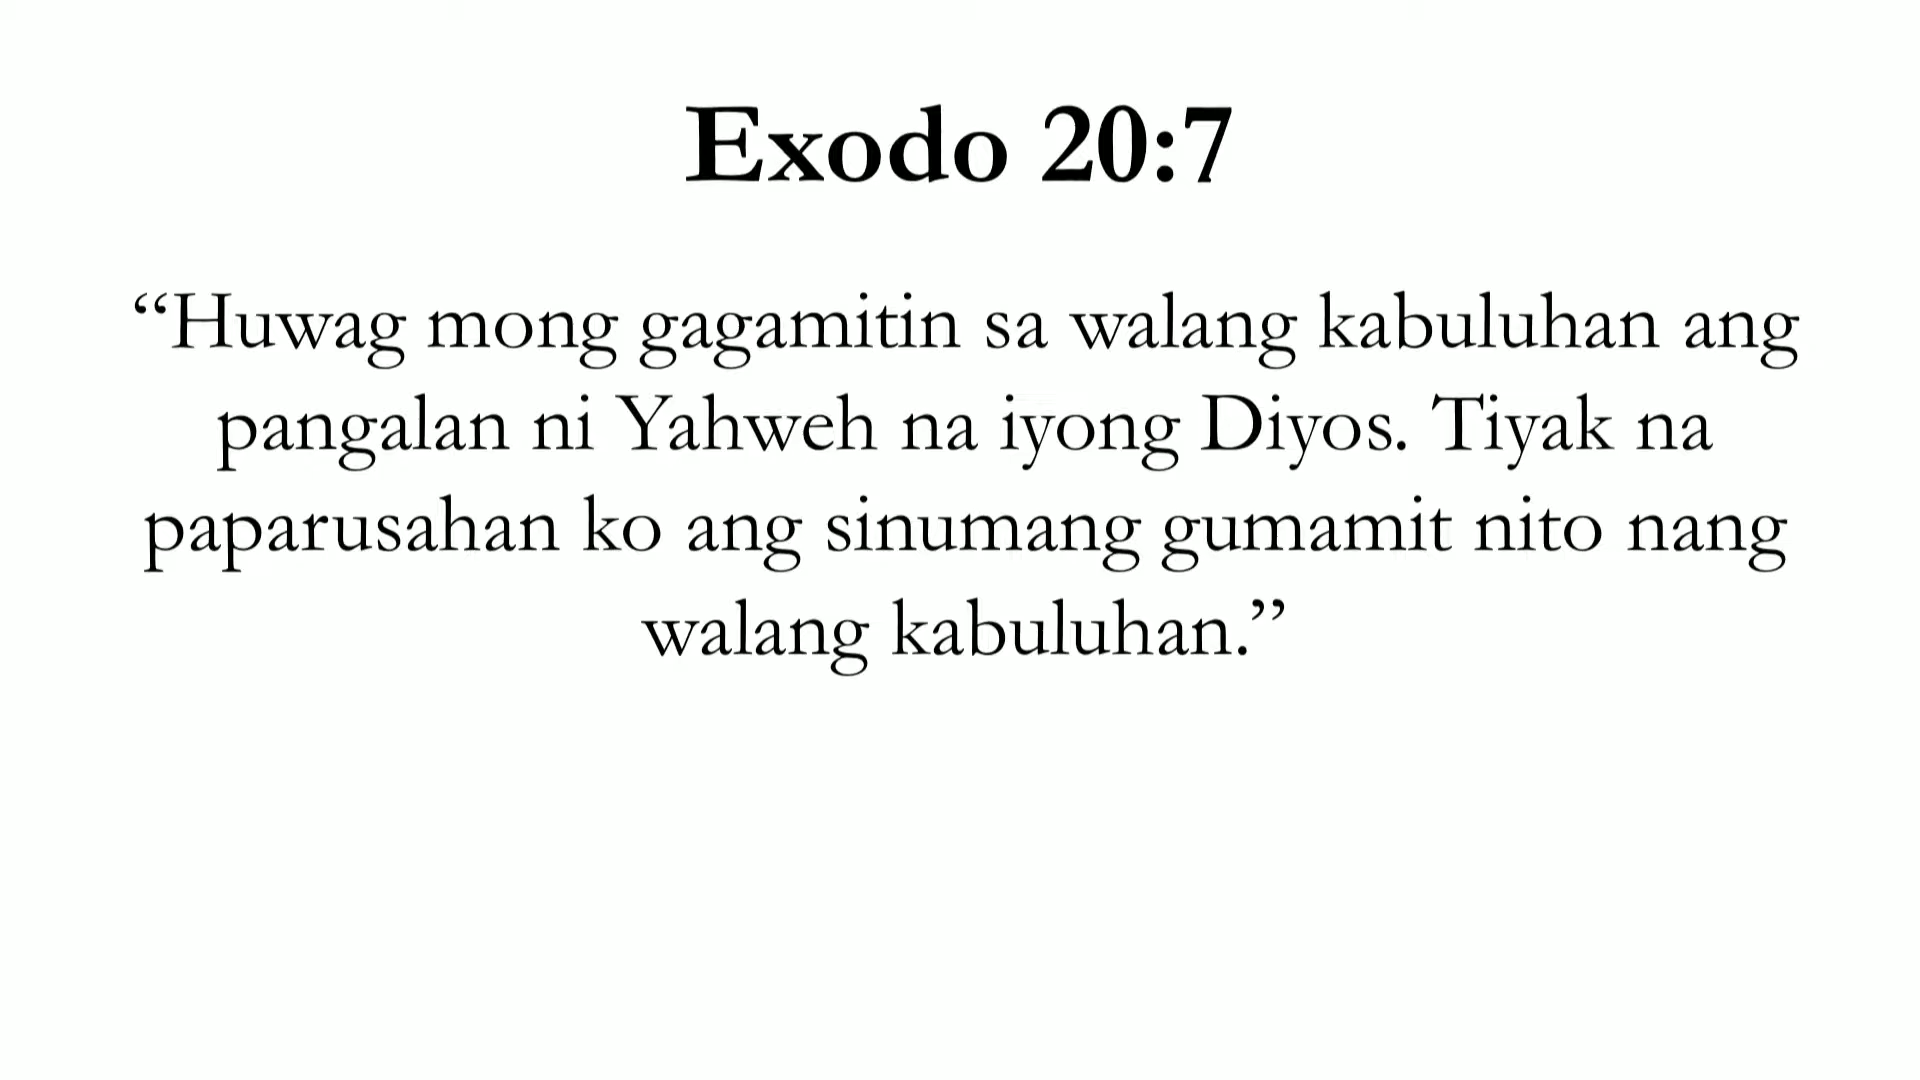 Exodo 20:7
“Huwag mong gagamitin sa walang kabuluhan ang
pangalan ni Yahweh na iyong Diyos. Tiyak na
paparusahan ko ang sinumang gumamit nito nang
walang kabuluhan.”